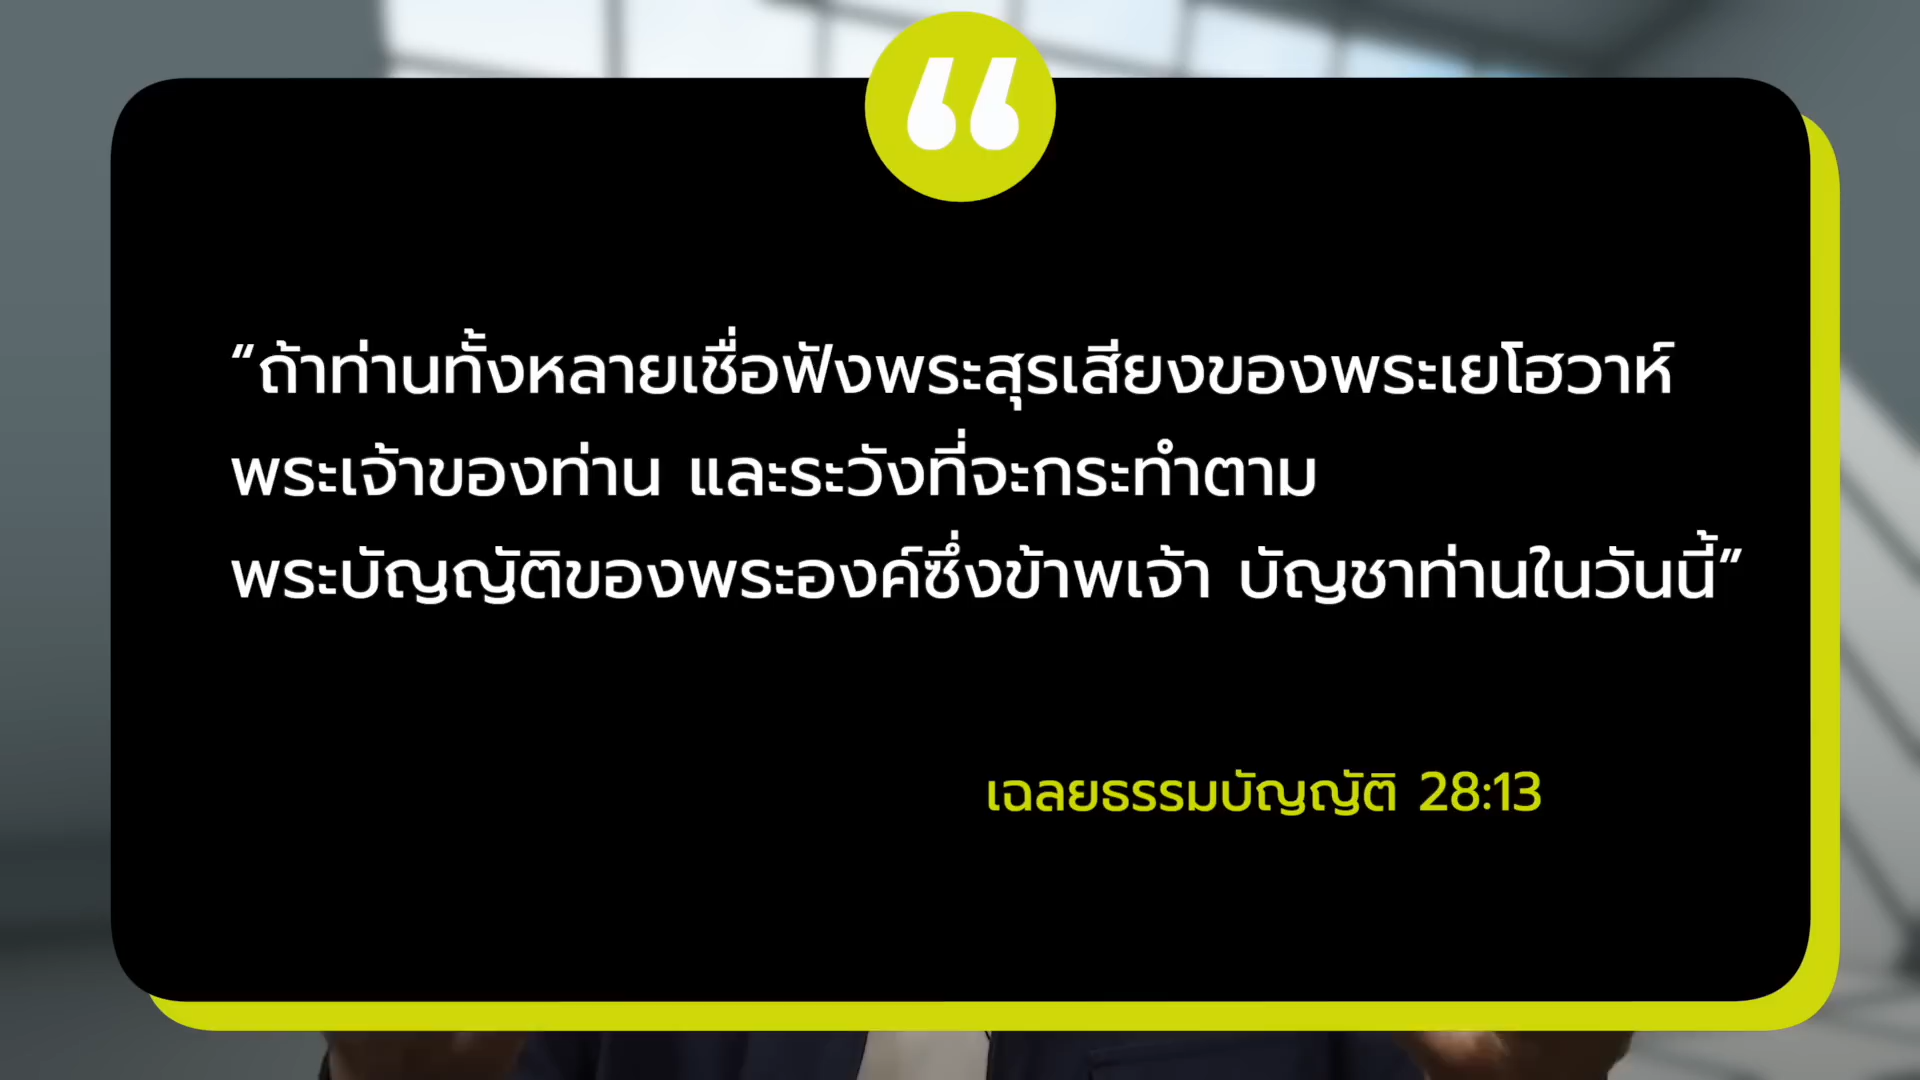 “ถ้าท่านทั้งหลายเชื่อฟังพระสุรเสียงของพระเยโฮวาห์
พระเจ้าของท่าน และระวังที่จะกระทำตาม
พระบัญญัติของพระองค์ซึ่งข้าพเจ้า บัญชาท่านในวันนี้”
เฉลยธรรมบัญญัติ 28:13